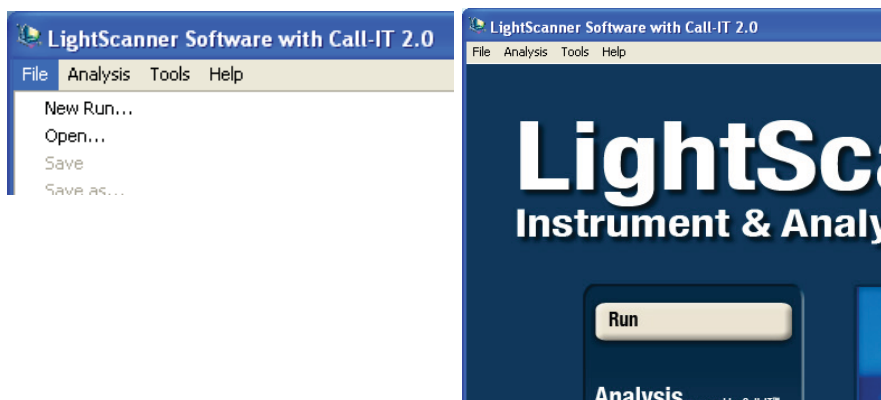 LightScanner Software with Call-IT 2.0
File Analysis Tools Help
New Run...
Open...
Save
Save as...
LightScanner Software with Call-IT 2.0
File Analysis Tools Help
LightSc
Instrument & Analy
Run
Analysis